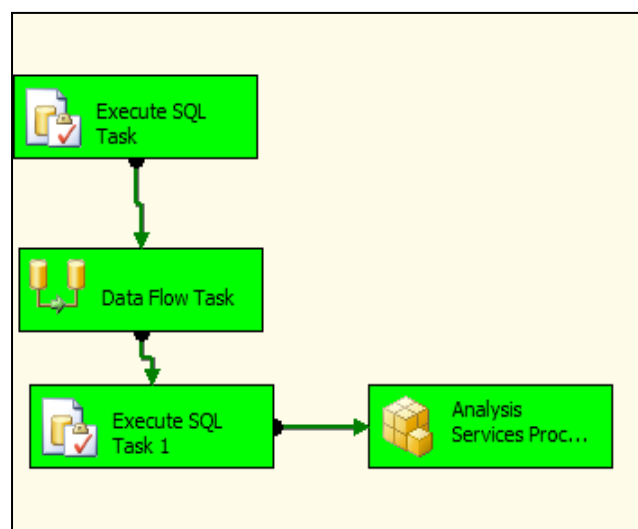 Execute SQL
Task
Data Flow Task
Execute SQL
Task 1
Analysis
Services Proc...